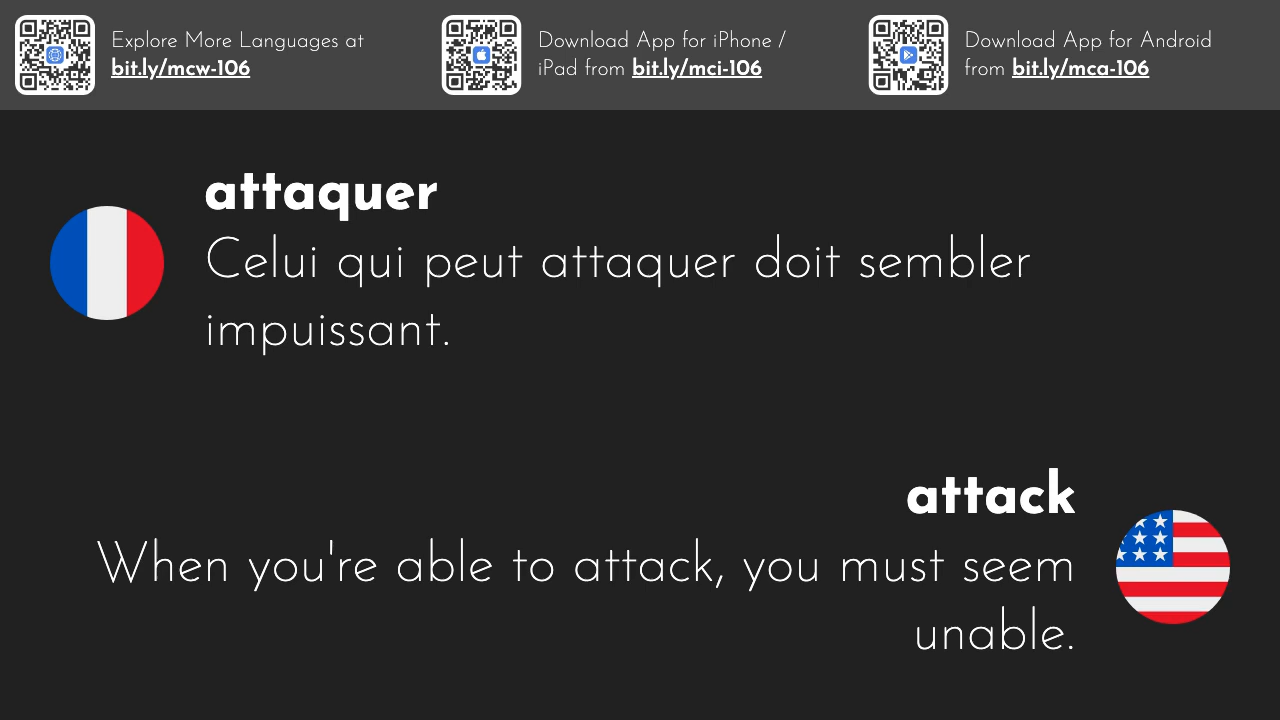 Explore More Languages at
bit.ly/mcw-106
Download App for iPhone /
iPad from bit.ly/mci-106
Download App for Android
from bit.ly/mca-106
attaquer
Celui qui peut attaquer doit sembler
impuissant.
attack
When you're able to attack, you must seem
unable.